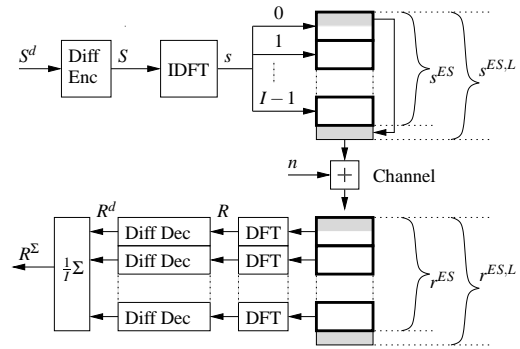 0
S^d Diff Enc S IDFT s 1 s^{ES} s^{ES,L}
⋮
I−1
n + Channel
R^d R
Diff Dec DFT
R^Σ 1/I Σ Diff Dec DFT r^{ES} r^{ES,L}
Diff Dec DFT